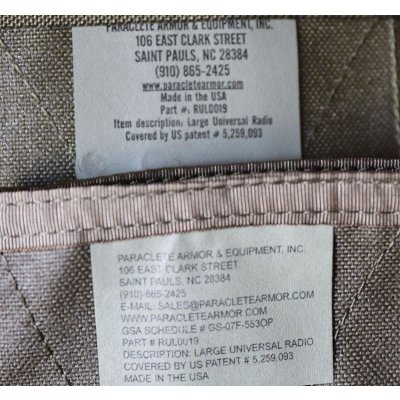 PARACLETE ARMOR & EQUIPMENT, INC.
106 EAST CLARK STREET
SAINT PAULS, NC 28384
(910) 865-2425
www.paracletearmor.com
Made in the USA
Part #: RUL0019
Item description: Large Universal Radio
Covered by US patent # 5,259,093
PARACLETE ARMOR & EQUIPMENT, INC.
106 EAST CLARK STREET
SAINT PAULS, NC 28384
(910)-865-2425
E-MAIL: SALES@PARACLETEARMOR.COM
WWW.PARACLETEARMOR.COM
GSA SCHEDULE # GS-07F-5530P
PART # RUL0019
DESCRIPTION: LARGE UNIVERSAL RADIO
COVERED BY US PATENT # 5,259,093
MADE IN THE USA